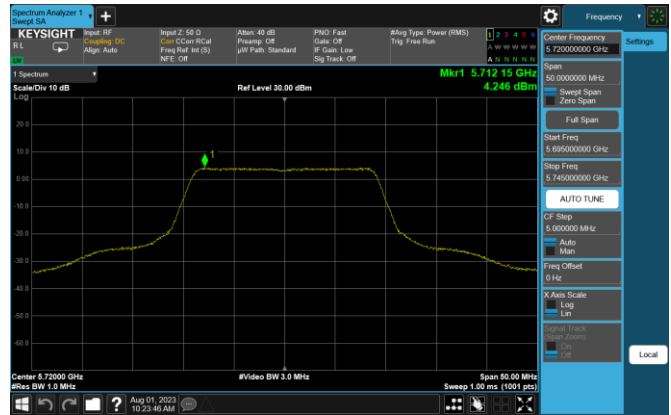 Spectrum Analyzer 1
Swept SA
Frequency
KEYSIGHT
R L
LW
Input: RF
Coupling: DC
Align: Auto
Input Z: 50 Ω
Corr CCorr RCal
Freq Ref: Int (S)
NFE: Off
Atten: 40 dB
Preamp: Off
µW Path: Standard
PNO: Fast
Gate: Off
IF Gain: Low
Sig Track: Off
#Avg Type: Power (RMS)
Trig: Free Run
1 2 3 4 5 6
A W W W W W
A N N N N N
1 Spectrum
Scale/Div 10 dB
Ref Level 30.00 dBm
Mkr1 5.712 15 GHz
4.246 dBm
Log
20.0
10.0
0.00
-10.0
-20.0
-30.0
-40.0
-50.0
-60.0
1
Center 5.72000 GHz
#Video BW 3.0 MHz
Span 50.00 MHz
#Res BW 1.0 MHz
Sweep 1.00 ms (1001 pts)
Aug 01, 2023
10:23:46 AM
Center Frequency
5.720000000 GHz
Settings
Span
50.0000000 MHz
Swept Span
Zero Span
Full Span
Start Freq
5.695000000 GHz
Stop Freq
5.745000000 GHz
AUTO TUNE
CF Step
5.000000 MHz
Auto
Man
Freq Offset
0 Hz
X Axis Scale
Log
Lin
Signal Track
(Span Zoom)
On
Off
Local